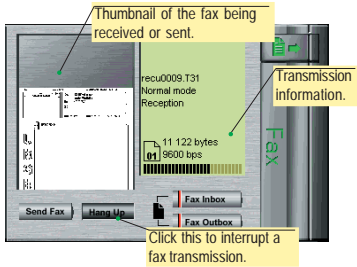 Thumbnail of the fax being
received or sent.
recu0009.T31
Normal mode
Reception
Transmission
information.
11 122 bytes
01 9600 bps
Fax
Send Fax
Hang Up
Fax Inbox
Fax Outbox
Click this to interrupt a
fax transmission.